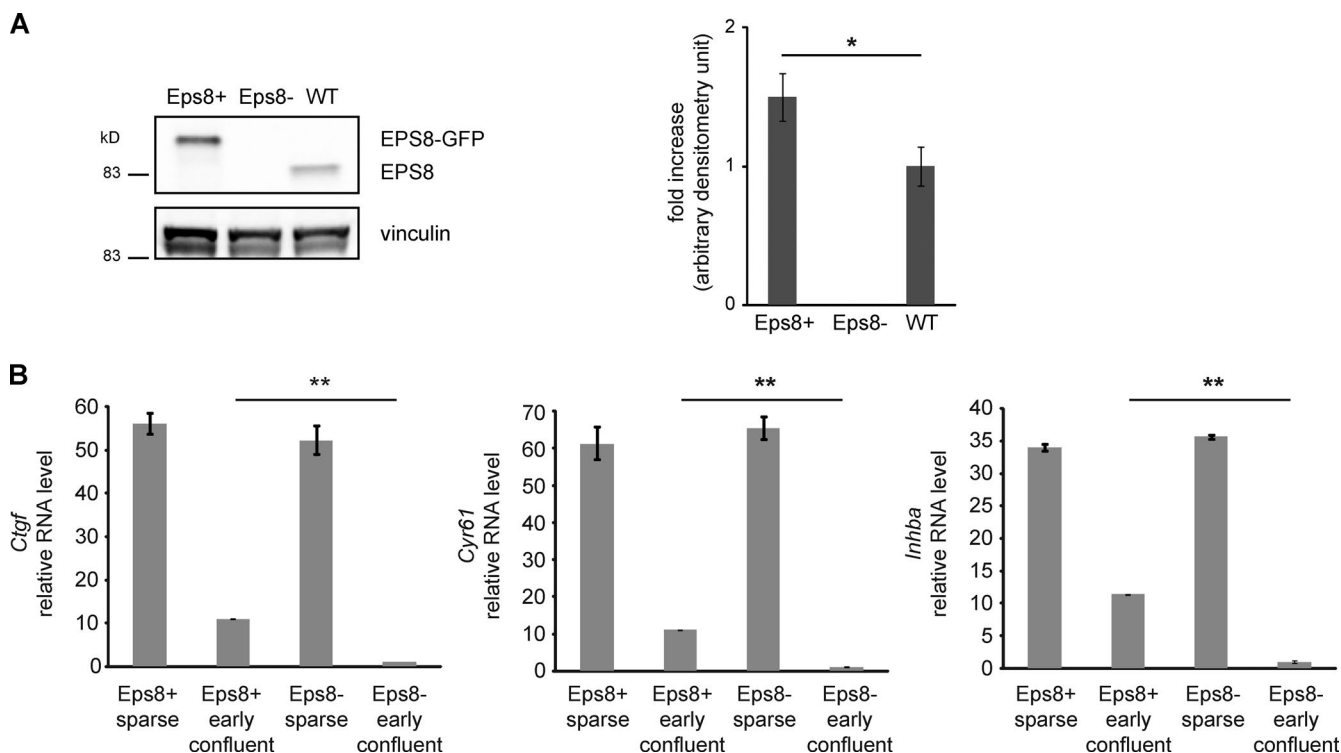 A
Eps8+ Eps8- WT
kD
EPS8-GFP
83
EPS8
vinculin
83
fold increase
(arbitrary densitometry unit)
2
1
0
*
Eps8+ Eps8- WT
B
Ctgf
relative RNA level
60
50
40
30
20
10
0
**
Eps8+ Eps8+ Eps8- Eps8-
sparse early sparse early
confluent confluent
Cyr61
relative RNA level
70
60
50
40
30
20
10
0
**
Eps8+ Eps8+ Eps8- Eps8-
sparse early sparse early
confluent confluent
Inhba
relative RNA level
40
35
30
25
20
15
10
5
0
**
Eps8+ Eps8+ Eps8- Eps8-
sparse early sparse early
confluent confluent